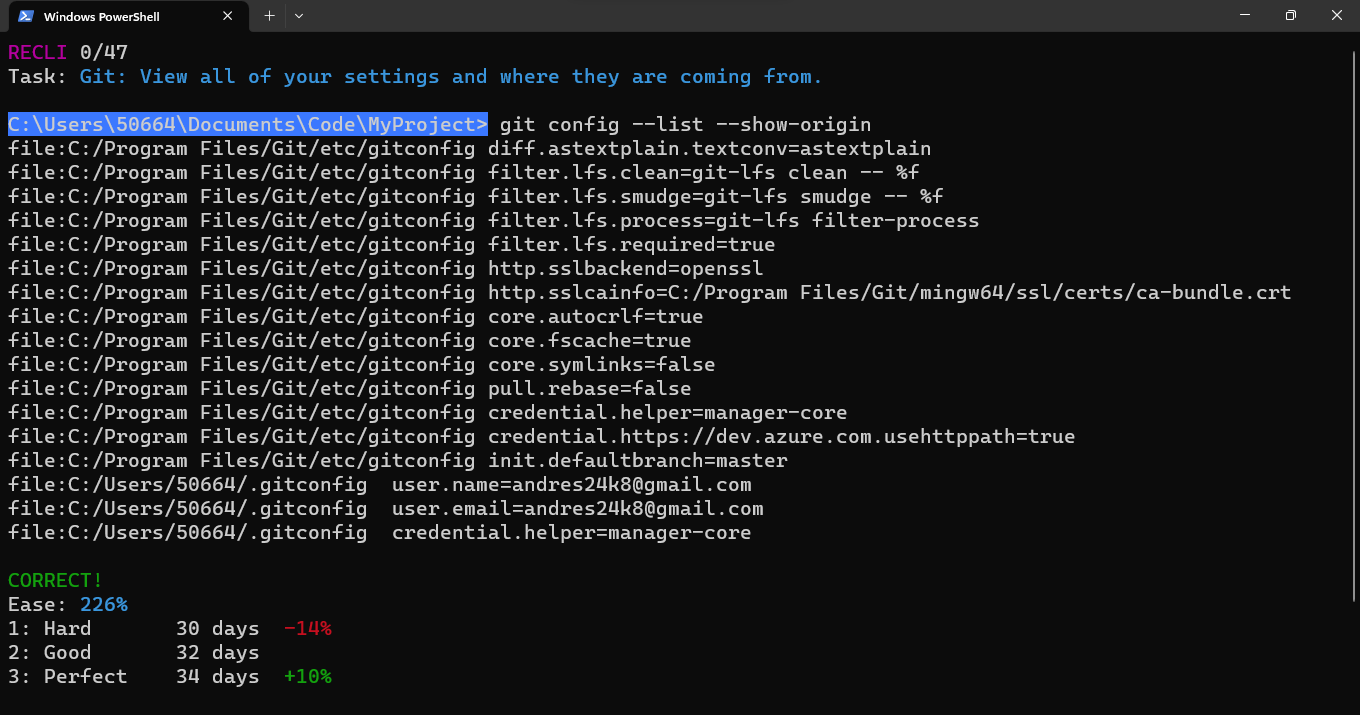 Windows PowerShell
RECLI 0/47
Task: Git: View all of your settings and where they are coming from.
C:\Users\50664\Documents\Code\MyProject> git config --list --show-origin
file:C:/Program Files/Git/etc/gitconfig diff.astextplain.textconv=astextplain
file:C:/Program Files/Git/etc/gitconfig filter.lfs.clean=git-lfs clean -- %f
file:C:/Program Files/Git/etc/gitconfig filter.lfs.smudge=git-lfs smudge -- %f
file:C:/Program Files/Git/etc/gitconfig filter.lfs.process=git-lfs filter-process
file:C:/Program Files/Git/etc/gitconfig filter.lfs.required=true
file:C:/Program Files/Git/etc/gitconfig http.sslbackend=openssl
file:C:/Program Files/Git/etc/gitconfig http.sslcainfo=C:/Program Files/Git/mingw64/ssl/certs/ca-bundle.crt
file:C:/Program Files/Git/etc/gitconfig core.autocrlf=true
file:C:/Program Files/Git/etc/gitconfig core.fscache=true
file:C:/Program Files/Git/etc/gitconfig core.symlinks=false
file:C:/Program Files/Git/etc/gitconfig pull.rebase=false
file:C:/Program Files/Git/etc/gitconfig credential.helper=manager-core
file:C:/Program Files/Git/etc/gitconfig credential.https://dev.azure.com.usehttppath=true
file:C:/Program Files/Git/etc/gitconfig init.defaultbranch=master
file:C:/Users/50664/.gitconfig  user.name=andres24k8@gmail.com
file:C:/Users/50664/.gitconfig  user.email=andres24k8@gmail.com
file:C:/Users/50664/.gitconfig  credential.helper=manager-core
CORRECT!
Ease: 226%
1: Hard       30 days  -14%
2: Good       32 days
3: Perfect    34 days  +10%